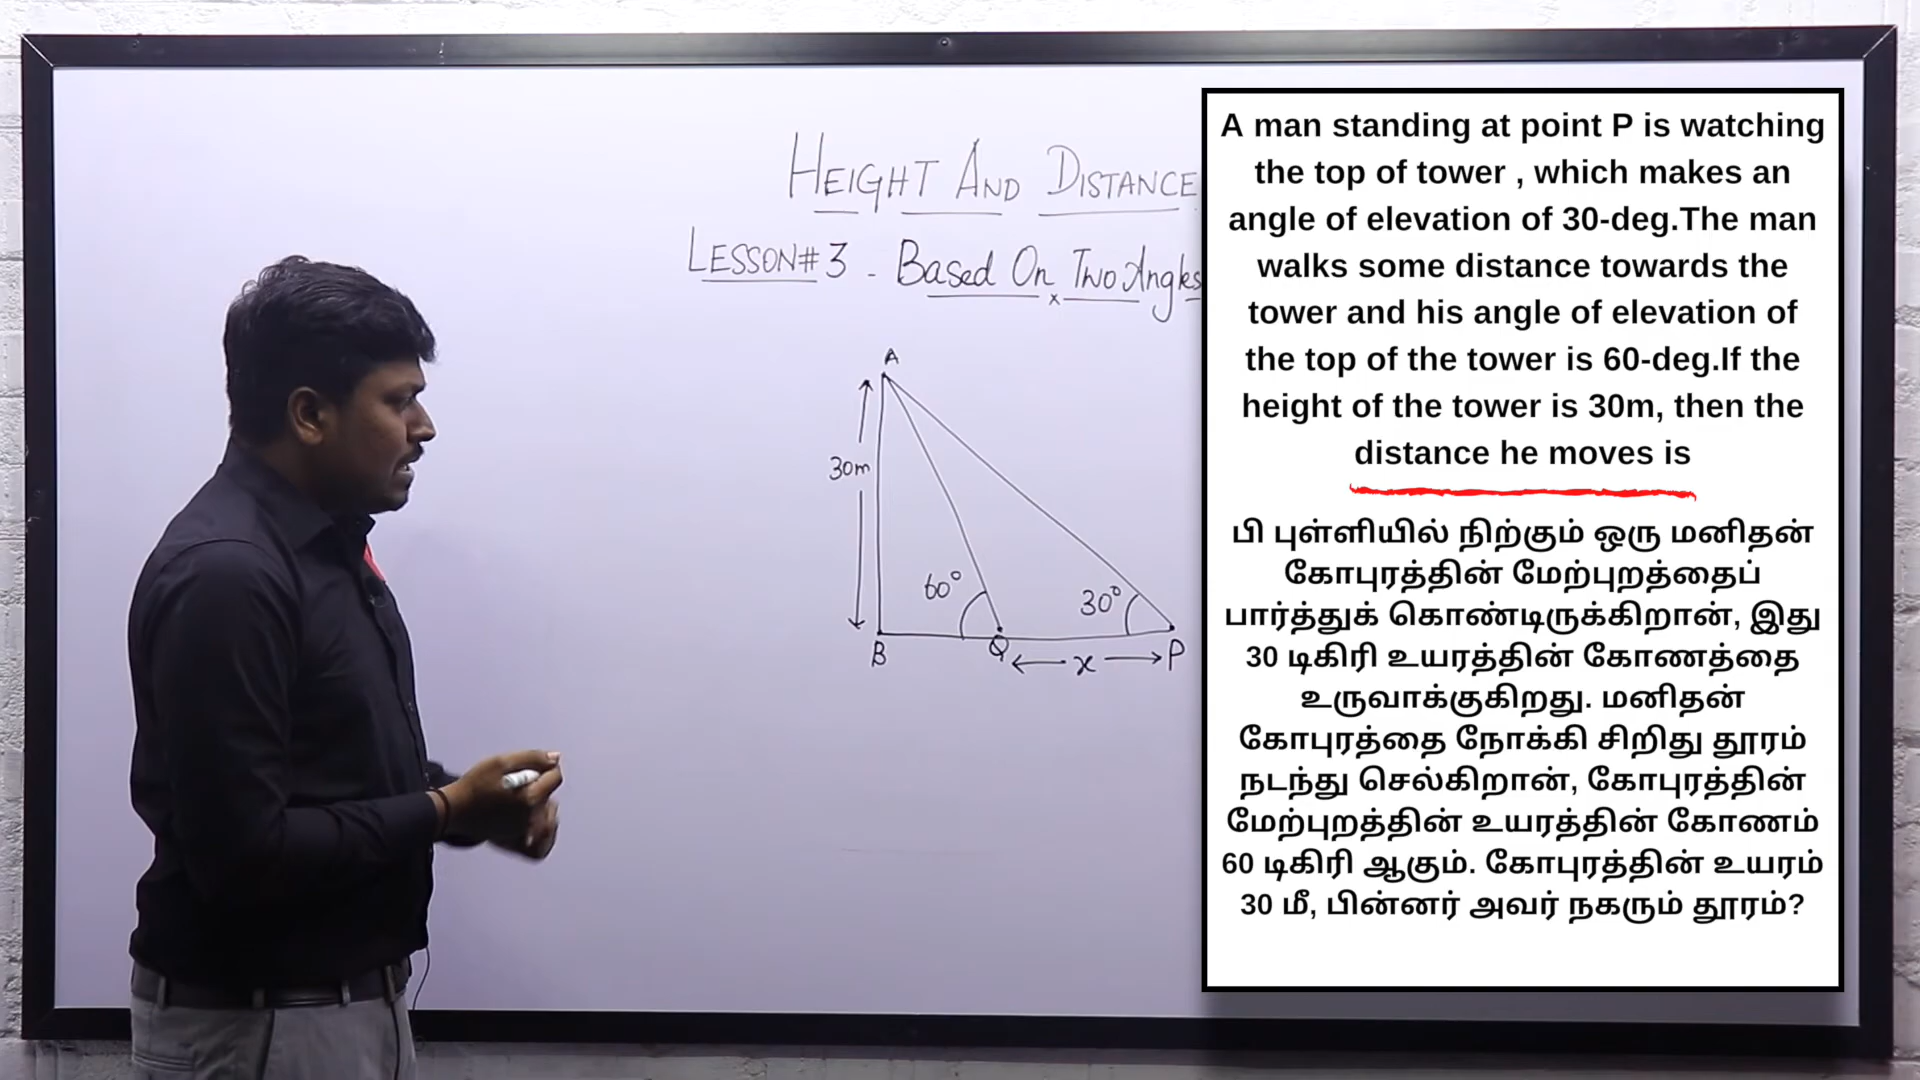 HEIGHT AND DISTANCE
LESSON# 3 - Based On Two Angles
x
A
30m
60°
30°
B
Q
x
P
A man standing at point P is watching
the top of tower , which makes an
angle of elevation of 30-deg.The man
walks some distance towards the
tower and his angle of elevation of
the top of the tower is 60-deg.If the
height of the tower is 30m, then the
distance he moves is
பி புள்ளியில் நிற்கும் ஒரு மனிதன்
கோபுரத்தின் மேற்புறத்தைப்
பார்த்துக் கொண்டிருக்கிறான், இது
30 டிகிரி உயரத்தின் கோணத்தை
உருவாக்குகிறது. மனிதன்
கோபுரத்தை நோக்கி சிறிது தூரம்
நடந்து செல்கிறான், கோபுரத்தின்
மேற்புறத்தின் உயரத்தின் கோணம்
60 டிகிரி ஆகும். கோபுரத்தின் உயரம்
30 மீ, பின்னர் அவர் நகரும் தூரம்?